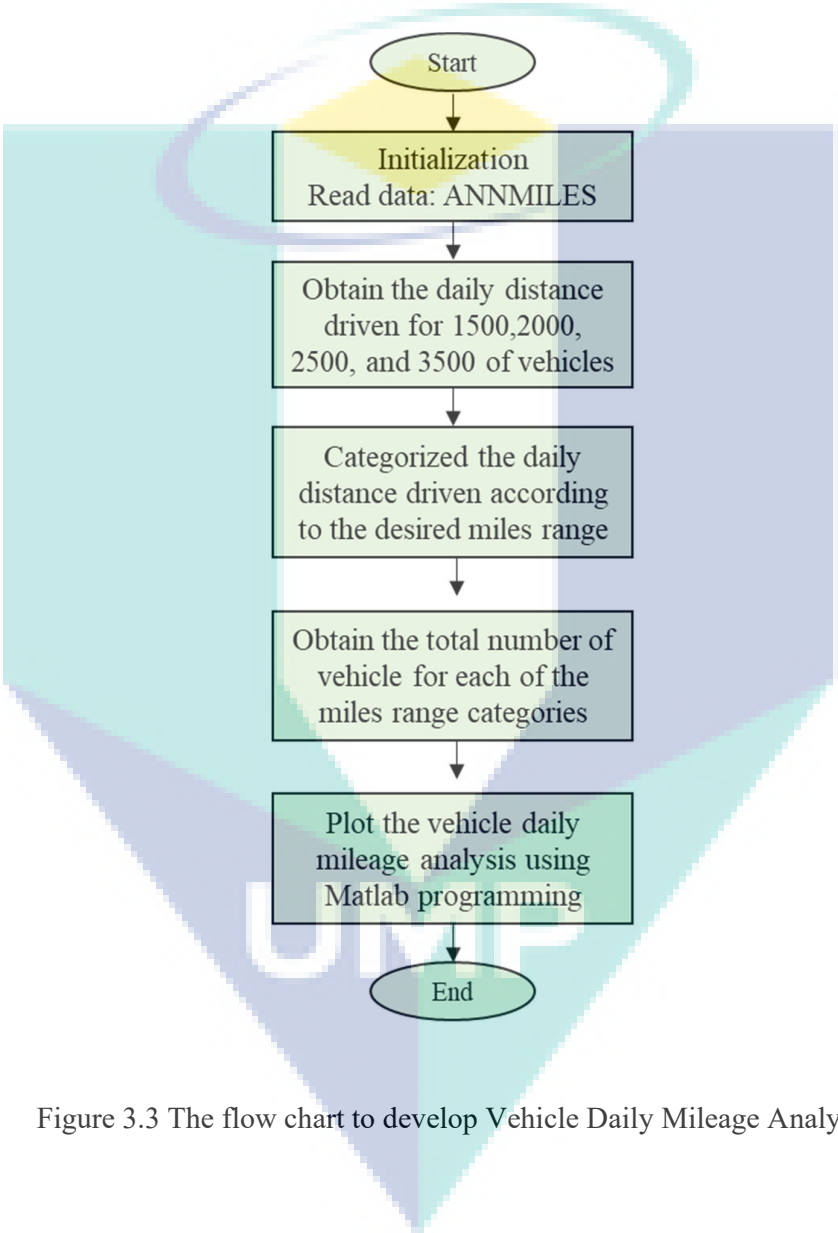 Start
Initialization
Read data: ANNMILES
Obtain the daily distance
driven for 1500,2000,
2500, and 3500 of vehicles
Categorized the daily
distance driven according
to the desired miles range
Obtain the total number of
vehicle for each of the
miles range categories
Plot the vehicle daily
mileage analysis using
Matlab programming
UMP
End
Figure 3.3 The flow chart to develop Vehicle Daily Mileage Analy